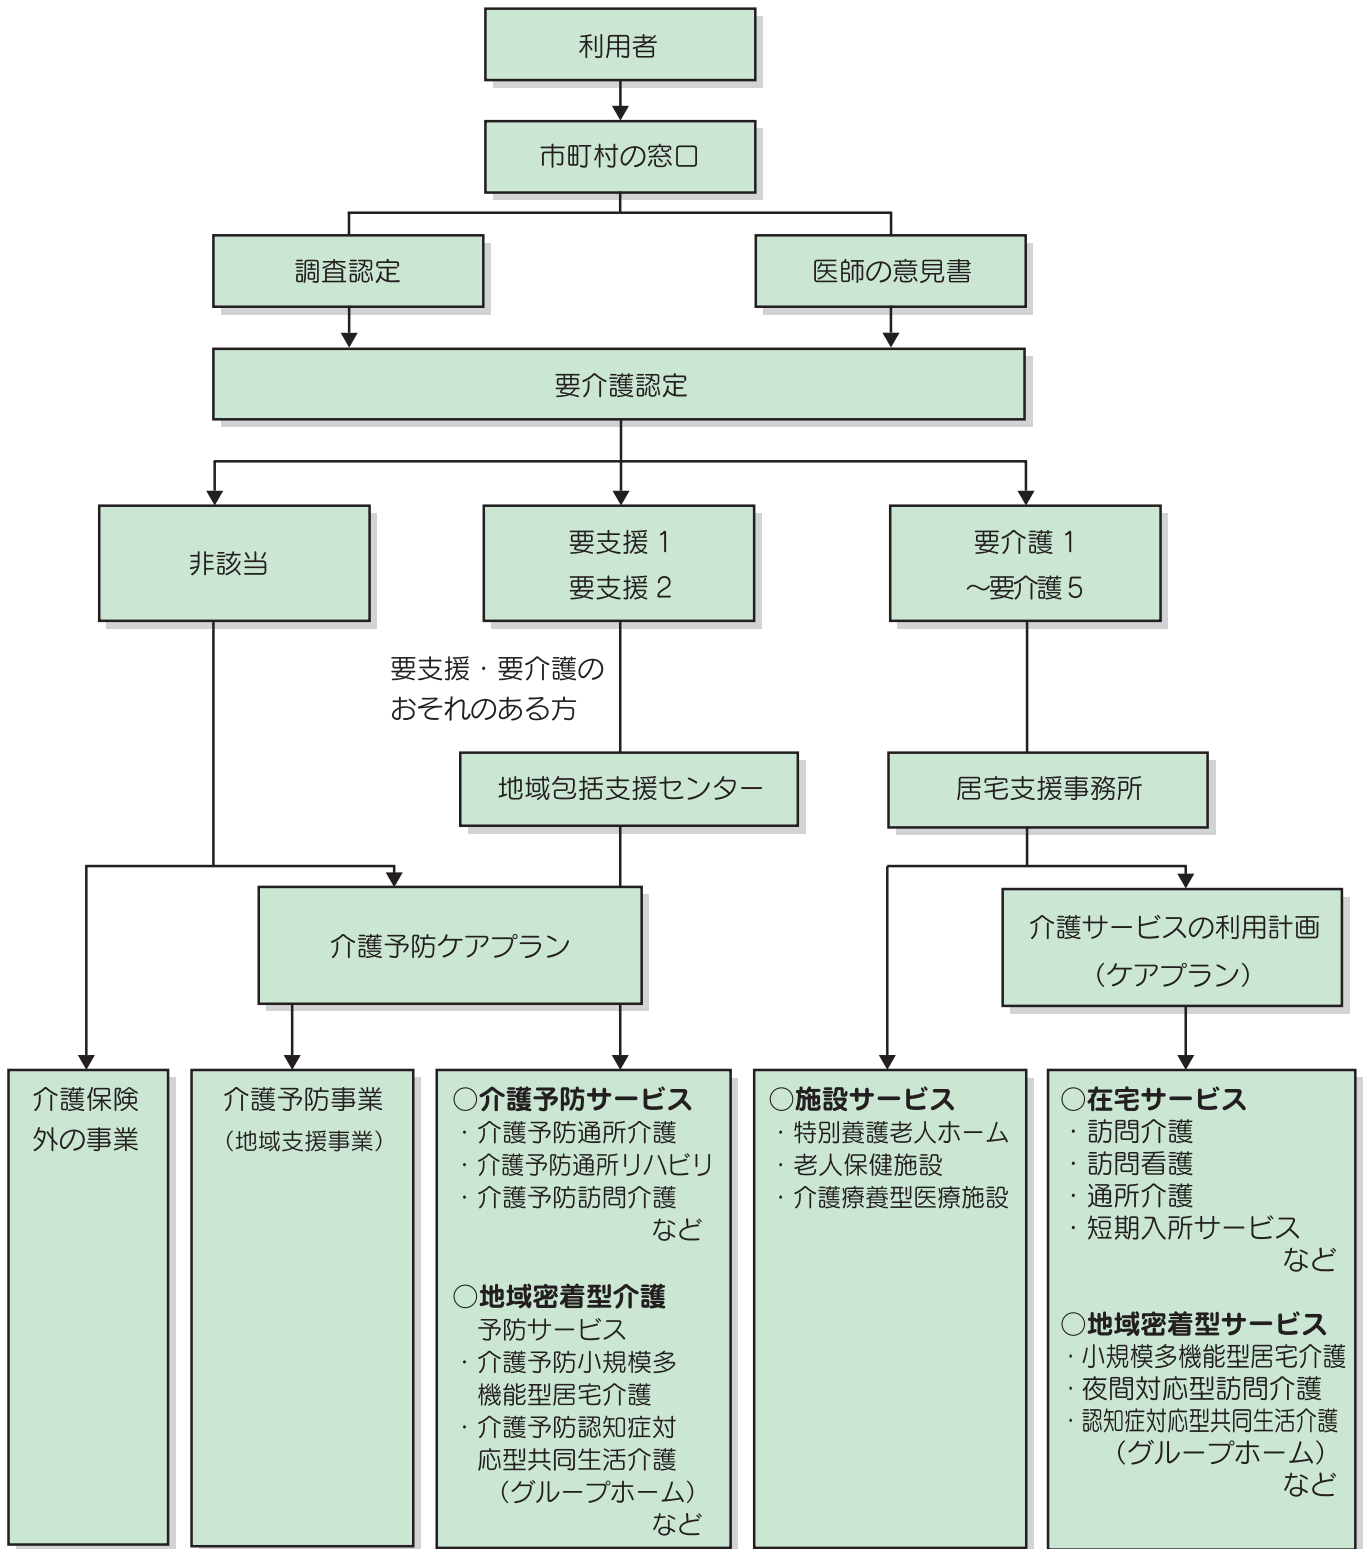 利用者
市町村の窓口
調査認定
医師の意見書
要介護認定
非該当
要支援1
要支援2
要介護1
～要介護5
要支援・要介護の
おそれのある方
地域包括支援センター
居宅支援事務所
介護予防ケアプラン
介護サービスの利用計画
（ケアプラン）
介護保険
外の事業
介護予防事業
（地域支援事業）
○介護予防サービス
・介護予防通所介護
・介護予防通所リハビリ
・介護予防訪問介護
など
○地域密着型介護
予防サービス
・介護予防小規模多
機能型居宅介護
・介護予防認知症対
応型共同生活介護
（グループホーム）
など
○施設サービス
・特別養護老人ホーム
・老人保健施設
・介護療養型医療施設
○在宅サービス
・訪問介護
・訪問看護
・通所介護
・短期入所サービス
など
○地域密着型サービス
・小規模多機能型居宅介護
・夜間対応型訪問介護
・認知症対応型共同生活介護
（グループホーム）
など